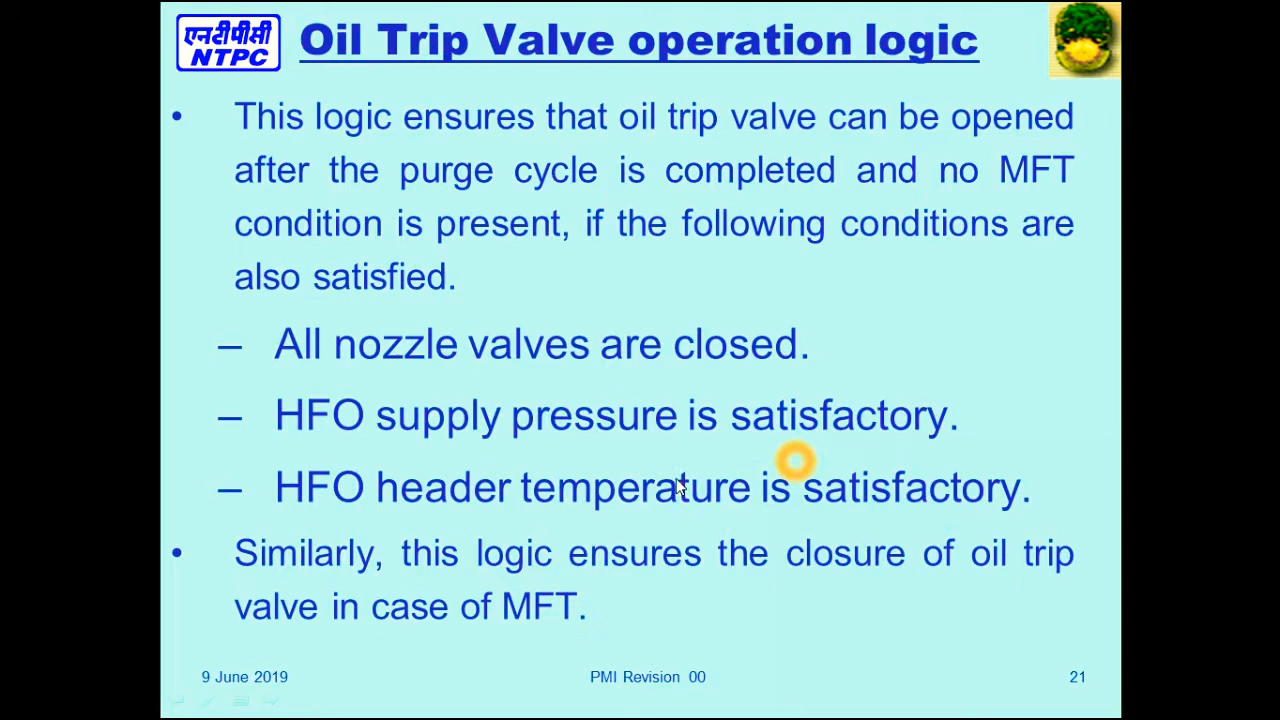 एनटीपीसी
NTPC
Oil Trip Valve operation logic
• This logic ensures that oil trip valve can be opened
after the purge cycle is completed and no MFT
condition is present, if the following conditions are
also satisfied.
– All nozzle valves are closed.
– HFO supply pressure is satisfactory.
– HFO header temperature is satisfactory.
• Similarly, this logic ensures the closure of oil trip
valve in case of MFT.
9 June 2019
PMI Revision 00
21